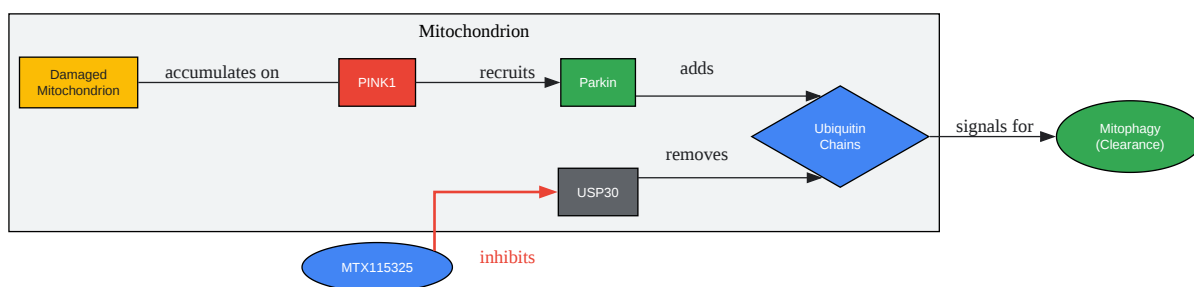 Mitochondrion
Damaged
Mitochondrion
accumulates on
PINK1
recruits
Parkin
adds
Ubiquitin
Chains
signals for
Mitophagy
(Clearance)
removes
USP30
inhibits
MTX115325